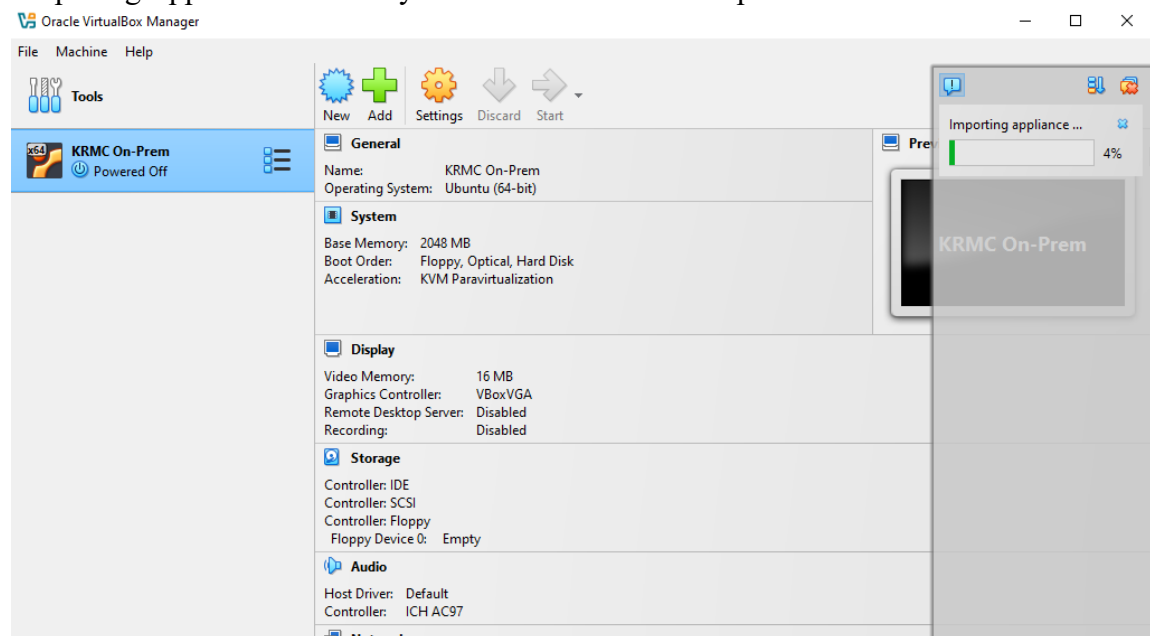 Oracle VirtualBox Manager
File Machine Help
Tools
New Add Settings Discard Start
Importing appliance ...
4%
x64
KRMC On-Prem
Powered Off
General
Name: KRMC On-Prem
Operating System: Ubuntu (64-bit)
System
Base Memory: 2048 MB
Boot Order: Floppy, Optical, Hard Disk
Acceleration: KVM Paravirtualization
KRMC On-Prem
Display
Video Memory: 16 MB
Graphics Controller: VBoxVGA
Remote Desktop Server: Disabled
Recording: Disabled
Storage
Controller: IDE
Controller: SCSI
Controller: Floppy
Floppy Device 0: Empty
Audio
Host Driver: Default
Controller: ICH AC97